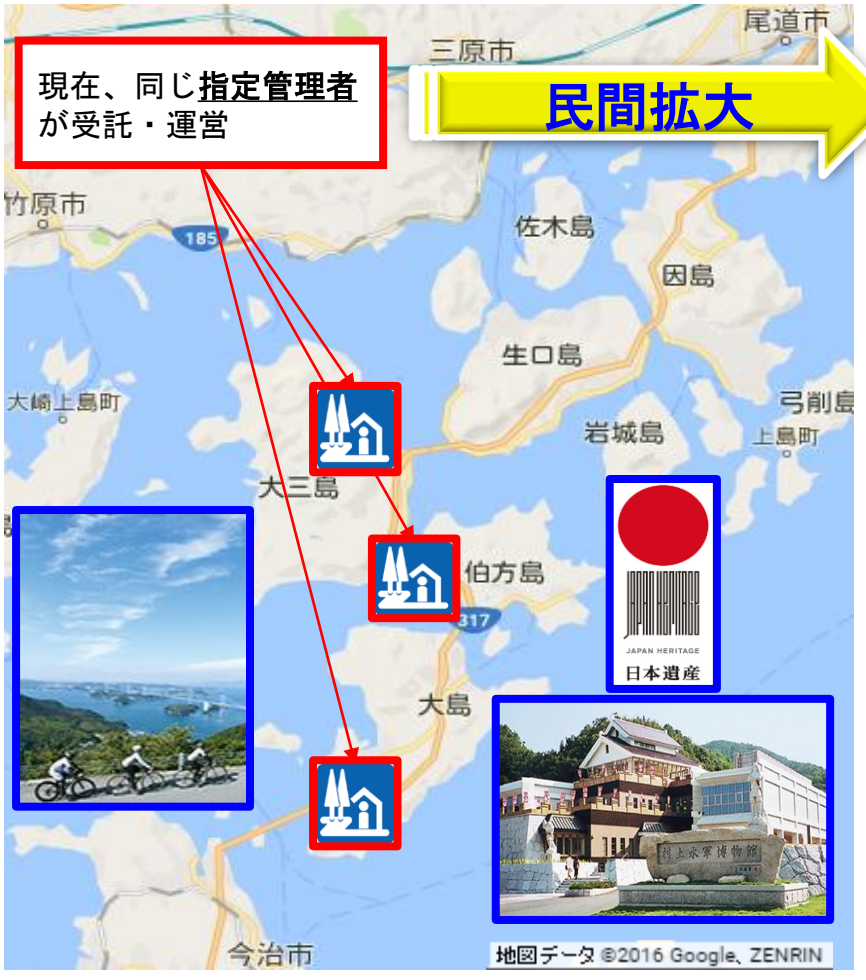 尾道市
三原市
現在、同じ指定管理者
が受託・運営
民間拡大
竹原市
185
佐木島
因島
生口島
大崎上島町
弓削島
岩城島
上島町
大三島
島
伯方島
317
JAPAN HERITAGE
JAPAN HERITAGE
日本遺産
大島
村上水軍博物館
今治市
地図データ ©2016 Google、ZENRIN